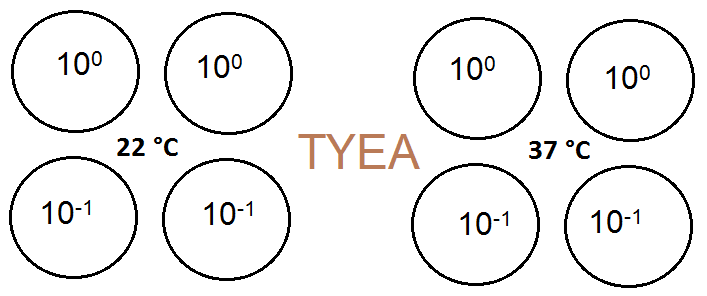 10⁰ 10⁰ 10⁰ 10⁰
22 °C TYEA 37 °C
10⁻¹ 10⁻¹ 10⁻¹ 10⁻¹